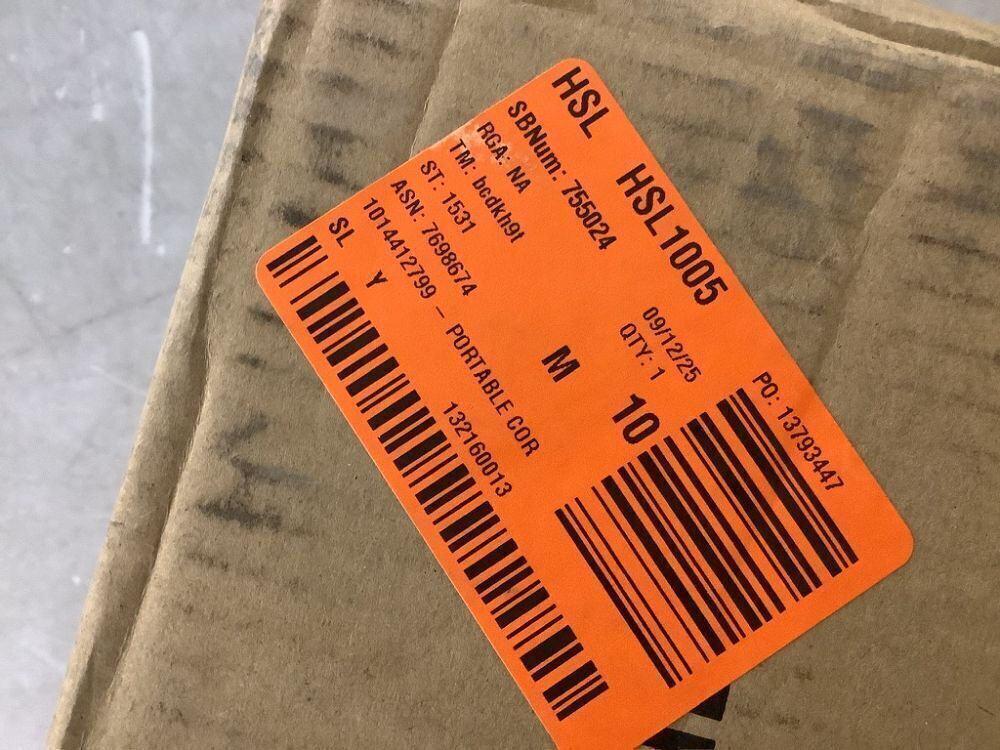 HSL HSL1005
SBNum: 755024
RGA: NA 09/12/25 PO: 13793447
TM: bcdkh9t QTY: 1
ST: 1531 M 10
ASN: 7698674
1014412799 - PORTABLE COR
SL Y 132160013